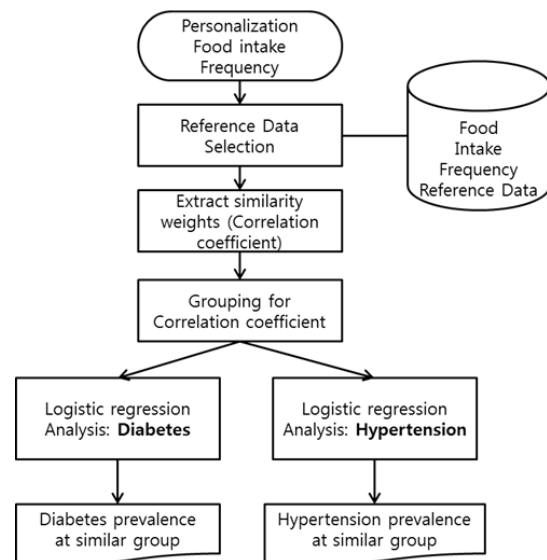 Personalization
Food intake
Frequency
Reference Data
Selection
Food
Intake
Frequency
Reference Data
Extract similarity
weights (Correlation
coefficient)
Grouping for
Correlation coefficient
Logistic regression
Analysis: Diabetes
Logistic regression
Analysis: Hypertension
Diabetes prevalence
at similar group
Hypertension prevalence
at similar group